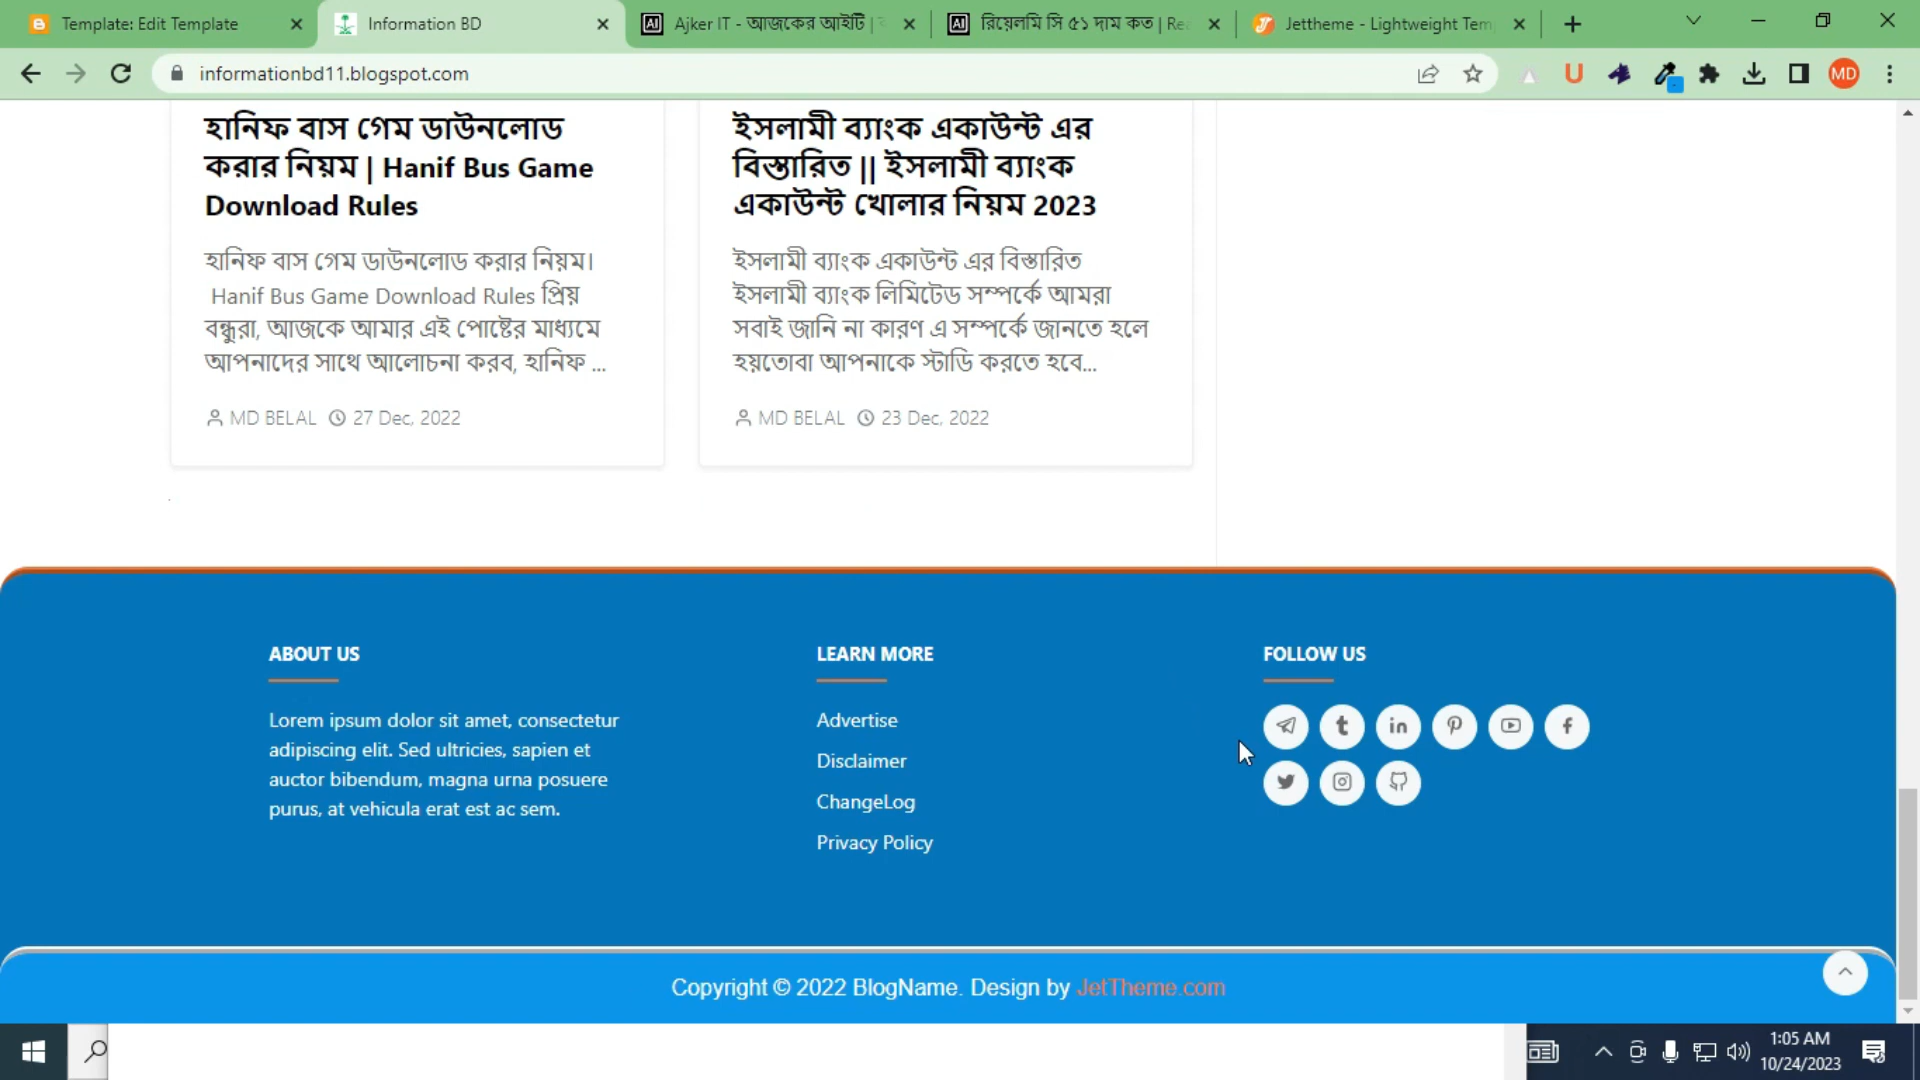 Template: Edit Template
Information BD
Ajker IT - আজকের আইটি |
রিয়েলমি সি ৫১ দাম কত | Re
Jettheme - Lightweight Tem
informationbd11.blogspot.com
MD
হানিফ বাস গেম ডাউনলোড
করার নিয়ম | Hanif Bus Game
Download Rules
হানিফ বাস গেম ডাউনলোড করার নিয়ম।
Hanif Bus Game Download Rules প্রিয়
বন্ধুরা, আজকে আমার এই পোষ্টের মাধ্যমে
আপনাদের সাথে আলোচনা করব, হানিফ ...
MD BELAL 27 Dec, 2022
ইসলামী ব্যাংক একাউন্ট এর
বিস্তারিত || ইসলামী ব্যাংক
একাউন্ট খোলার নিয়ম 2023
ইসলামী ব্যাংক একাউন্ট এর বিস্তারিত
ইসলামী ব্যাংক লিমিটেড সম্পর্কে আমরা
সবাই জানি না কারণ এ সম্পর্কে জানতে হলে
হয়তোবা আপনাকে স্টাডি করতে হবে...
MD BELAL 23 Dec, 2022
ABOUT US
Lorem ipsum dolor sit amet, consectetur
adipiscing elit. Sed ultricies, sapien et
auctor bibendum, magna urna posuere
purus, at vehicula erat est ac sem.
LEARN MORE
Advertise
Disclaimer
ChangeLog
Privacy Policy
FOLLOW US
Copyright © 2022 BlogName. Design by JetTheme.com
1:05 AM
10/24/2023